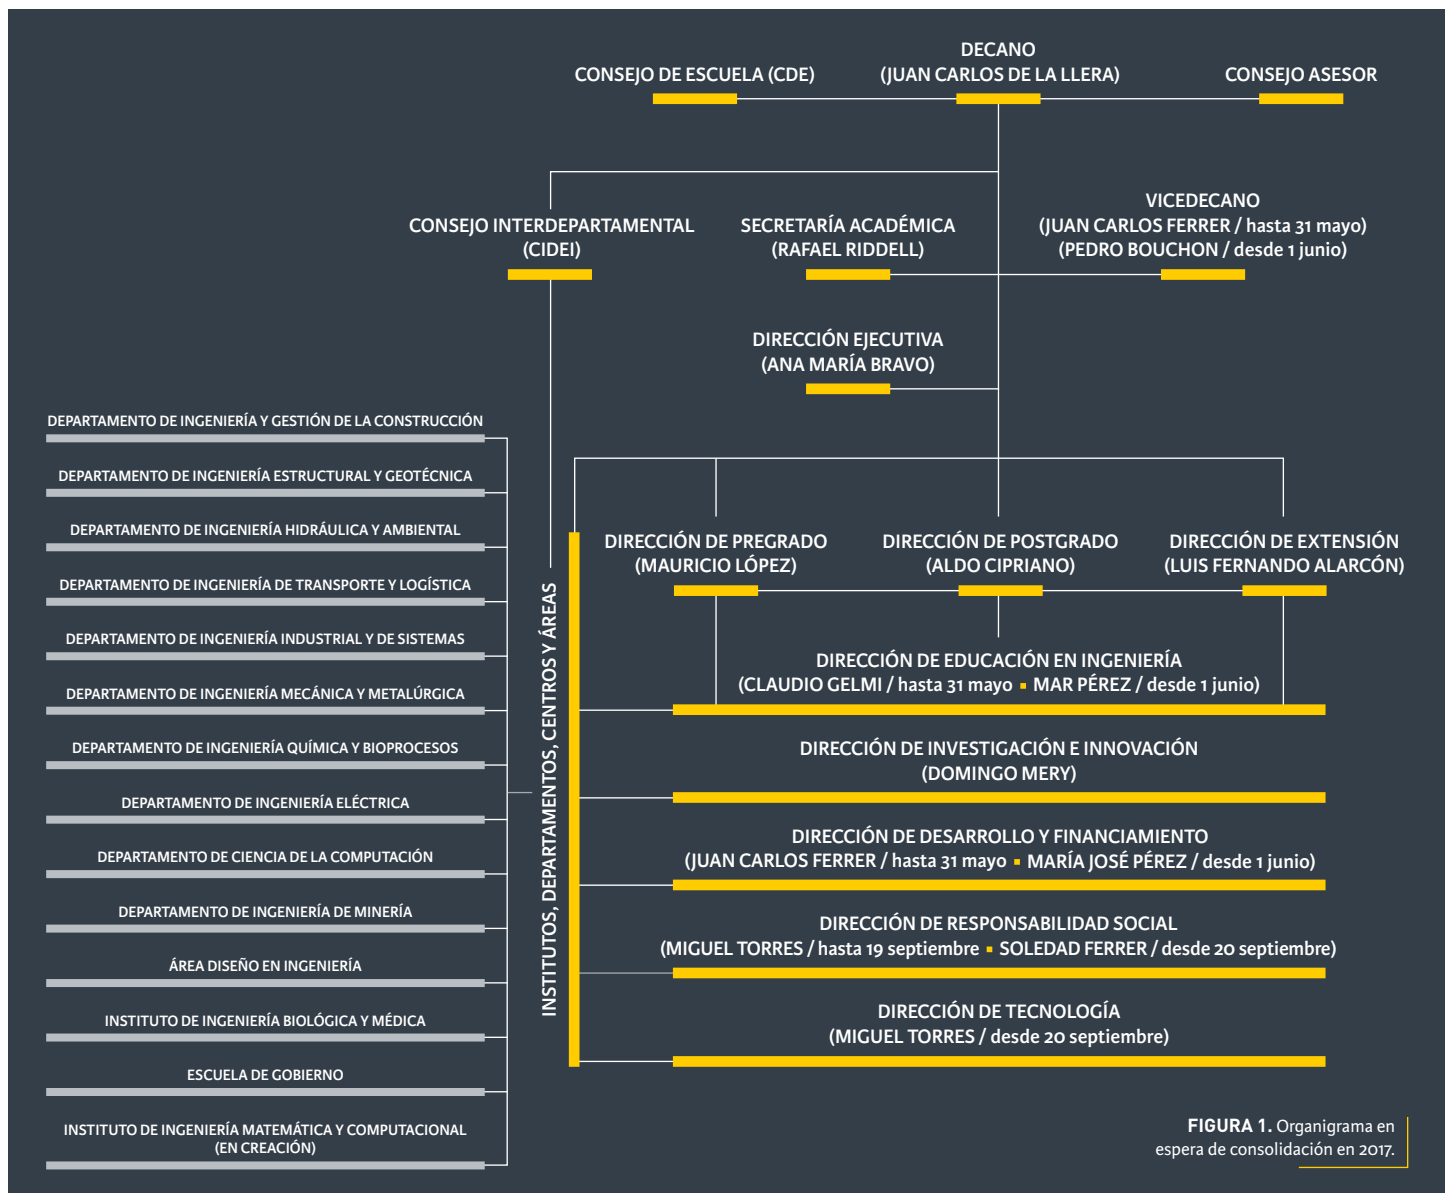 DECANO
(JUAN CARLOS DE LA LLERA)
CONSEJO DE ESCUELA (CDE)
CONSEJO ASESOR
CONSEJO INTERDEPARTAMENTAL
(CIDEI)
SECRETARÍA ACADÉMICA
(RAFAEL RIDDELL)
VICEDECANO
(JUAN CARLOS FERRER / hasta 31 mayo)
(PEDRO BOUCHON / desde 1 junio)
DIRECCIÓN EJECUTIVA
(ANA MARÍA BRAVO)
DEPARTAMENTO DE INGENIERÍA Y GESTIÓN DE LA CONSTRUCCIÓN
DEPARTAMENTO DE INGENIERÍA ESTRUCTURAL Y GEOTÉCNICA
DEPARTAMENTO DE INGENIERÍA HIDRÁULICA Y AMBIENTAL
DEPARTAMENTO DE INGENIERÍA DE TRANSPORTE Y LOGÍSTICA
DEPARTAMENTO DE INGENIERÍA INDUSTRIAL Y DE SISTEMAS
DEPARTAMENTO DE INGENIERÍA MECÁNICA Y METALÚRGICA
DEPARTAMENTO DE INGENIERÍA QUÍMICA Y BIOPROCESOS
DEPARTAMENTO DE INGENIERÍA ELÉCTRICA
DEPARTAMENTO DE CIENCIA DE LA COMPUTACIÓN
DEPARTAMENTO DE INGENIERÍA DE MINERÍA
ÁREA DISEÑO EN INGENIERÍA
INSTITUTO DE INGENIERÍA BIOLÓGICA Y MÉDICA
ESCUELA DE GOBIERNO
INSTITUTO DE INGENIERÍA MATEMÁTICA Y COMPUTACIONAL
(EN CREACIÓN)
INSTITUTOS, DEPARTAMENTOS, CENTROS Y ÁREAS
DIRECCIÓN DE PREGRADO
(MAURICIO LÓPEZ)
DIRECCIÓN DE POSTGRADO
(ALDO CIPRIANO)
DIRECCIÓN DE EXTENSIÓN
(LUIS FERNANDO ALARCÓN)
DIRECCIÓN DE EDUCACIÓN EN INGENIERÍA
(CLAUDIO GELMI / hasta 31 mayo ▪ MAR PÉREZ / desde 1 junio)
DIRECCIÓN DE INVESTIGACIÓN E INNOVACIÓN
(DOMINGO MERY)
DIRECCIÓN DE DESARROLLO Y FINANCIAMIENTO
(JUAN CARLOS FERRER / hasta 31 mayo ▪ MARÍA JOSÉ PÉREZ / desde 1 junio)
DIRECCIÓN DE RESPONSABILIDAD SOCIAL
(MIGUEL TORRES / hasta 19 septiembre ▪ SOLEDAD FERRER / desde 20 septiembre)
DIRECCIÓN DE TECNOLOGÍA
(MIGUEL TORRES / desde 20 septiembre)
FIGURA 1. Organigrama en
espera de consolidación en 2017.